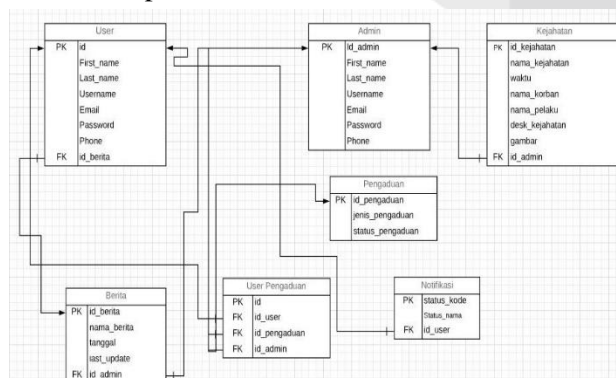 User
PK id
First_name
Last_name
Username
Email
Password
Phone
FK id_berita
Admin
PK Id_admin
First_name
Last_name
Username
Email
Password
Phone
Kejahatan
PK id_kejahatan
nama_kejahatan
waktu
nama_korban
nama_pelaku
desk_kejahatan
gambar
FK id_admin
Pengaduan
PK id_pengaduan
jenis_pengaduan
status_pengaduan
Berita
PK id_berita
nama_berita
tanggal
last_update
FK id_admin
User Pengaduan
PK id
FK id_user
FK id_pengaduan
FK id_admin
Notifikasi
PK status_kode
Status_nama
FK id_user